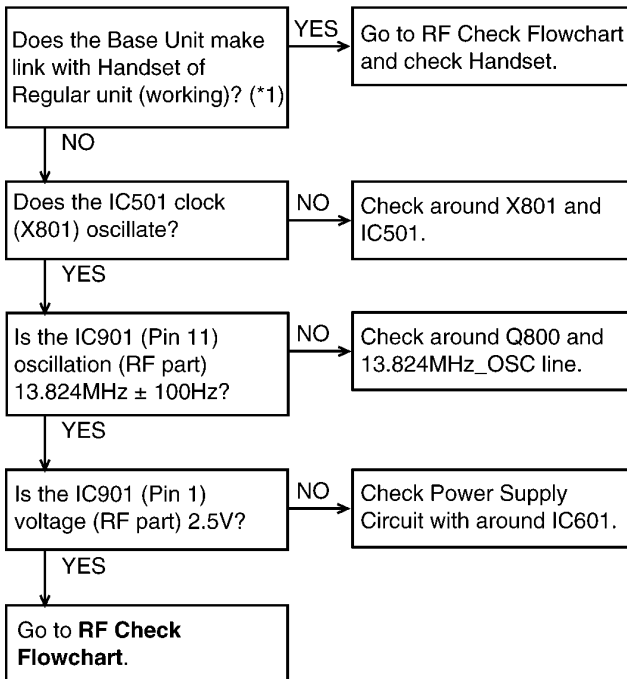 Does the Base Unit make
link with Handset of
Regular unit (working)? (*1)
YES
Go to RF Check Flowchart
and check Handset.
NO
Does the IC501 clock
(X801) oscillate?
NO
Check around X801 and
IC501.
YES
Is the IC901 (Pin 11)
oscillation (RF part)
13.824MHz ± 100Hz?
NO
Check around Q800 and
13.824MHz_OSC line.
YES
Is the IC901 (Pin 1)
voltage (RF part) 2.5V?
NO
Check Power Supply
Circuit with around IC601.
YES
Go to RF Check
Flowchart.